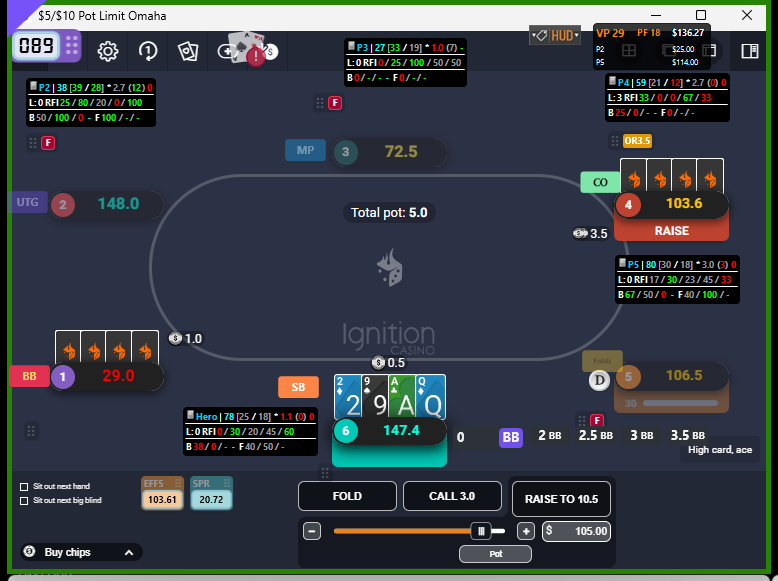 $5/$10 Pot Limit Omaha
089
HUD
VP 29 PF 18 $136.27
P2 $25.00
P5 $114.00
P3 | 27 [33 / 19] * 1.0 (7) -
L: 0 RFI 0 / 25 / 100 / 50 / 50
B 0 / - / - - F 0 / - / -
F
P2 | 38 [39 / 28] * 2.7 (12) 0
L: 0 RFI 25 / 80 / 20 / 0 / 100
B 50 / 100 / 0 - F 100 / - / -
F
P4 | 59 [21 / 12] * 2.7 (0) 0
L: 3 RFI 33 / 0 / 0 / 67 / 33
B 25 / 0 / - - F 0 / - / -
OR3.5
MP 3 72.5
CO
UTG 2 148.0
4 103.6
RAISE
Total pot: 5.0
3.5
P5 | 80 [30 / 18] * 3.0 (3) 0
L: 0 RFI 17 / 30 / 23 / 45 / 33
B 67 / 50 / 0 - F 40 / 100 / -
Ignition
CASINO
1.0
0.5
BB 1 29.0
Folds
D
5 106.5
30
F
SB
2 9 A Q
2 9 A Q
6 147.4
Hero | 78 [25 / 18] * 1.1 (0) 0
L: 0 RFI 0 / 30 / 20 / 45 / 60
B 38 / 0 / - - F 40 / 50 / -
0 BB 2 BB 2.5 BB 3 BB 3.5 BB
High card, ace
Sit out next hand
Sit out next big blind
EFFS
103.61
SPR
20.72
FOLD
CALL 3.0
RAISE TO 10.5
$ 105.00
Pot
Buy chips